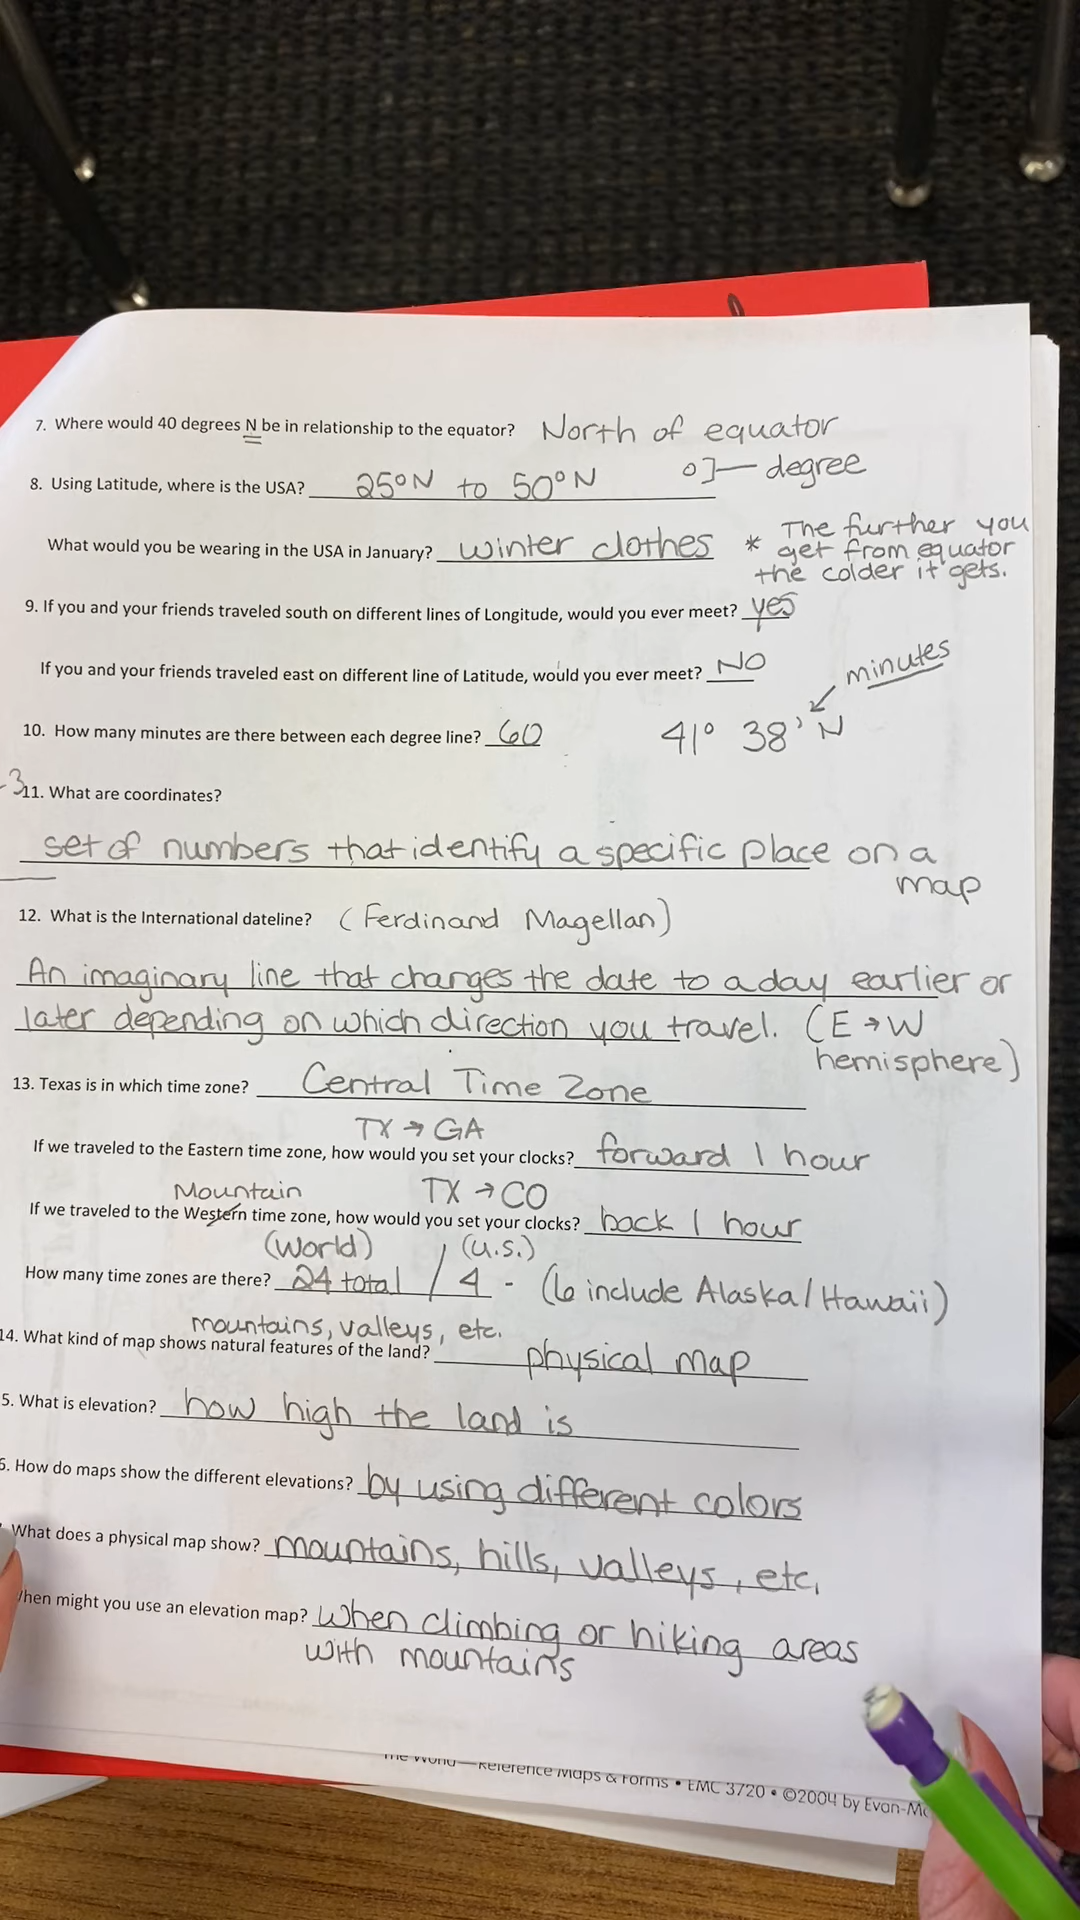 7. Where would 40 degrees N be in relationship to the equator? North of equator
o]— degree
8. Using Latitude, where is the USA? 25°N to 50°N
What would you be wearing in the USA in January? winter clothes * The further you
get from equator
the colder it gets.
9. If you and your friends traveled south on different lines of Longitude, would you ever meet? yes
If you and your friends traveled east on different line of Latitude, would you ever meet? NO
minutes
10. How many minutes are there between each degree line? 60 41° 38' N
11. What are coordinates?
set of numbers that identify a specific place on a
map
12. What is the International dateline? (Ferdinand Magellan)
An imaginary line that changes the date to a day earlier or
later depending on which direction you travel. (E→W
hemisphere)
13. Texas is in which time zone? Central Time Zone
TX → GA
If we traveled to the Eastern time zone, how would you set your clocks? forward 1 hour
Mountain TX → CO
If we traveled to the Western time zone, how would you set your clocks? back 1 hour
(World) / (U.S.)
How many time zones are there? 24 total / 4 - (6 include Alaska/Hawaii)
mountains, valleys, etc.
14. What kind of map shows natural features of the land? physical map
5. What is elevation? how high the land is
6. How do maps show the different elevations? by using different colors
What does a physical map show? mountains, hills, valleys, etc.
hen might you use an elevation map? when climbing or hiking areas
with mountains
The World—Reference Maps & Forms • EMC 3720 • ©2004 by Evan-Mo